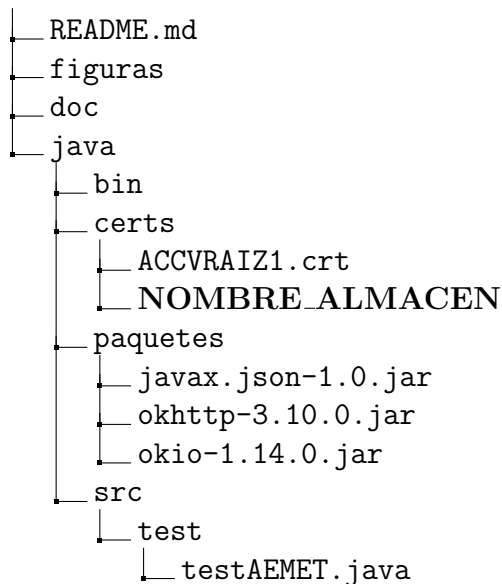 README.md
figuras
doc
java
bin
certs
ACCVRAIZ1.crt
NOMBRE_ALMACEN
paquetes
javax.json-1.0.jar
okhttp-3.10.0.jar
okio-1.14.0.jar
src
test
testAEMET.java